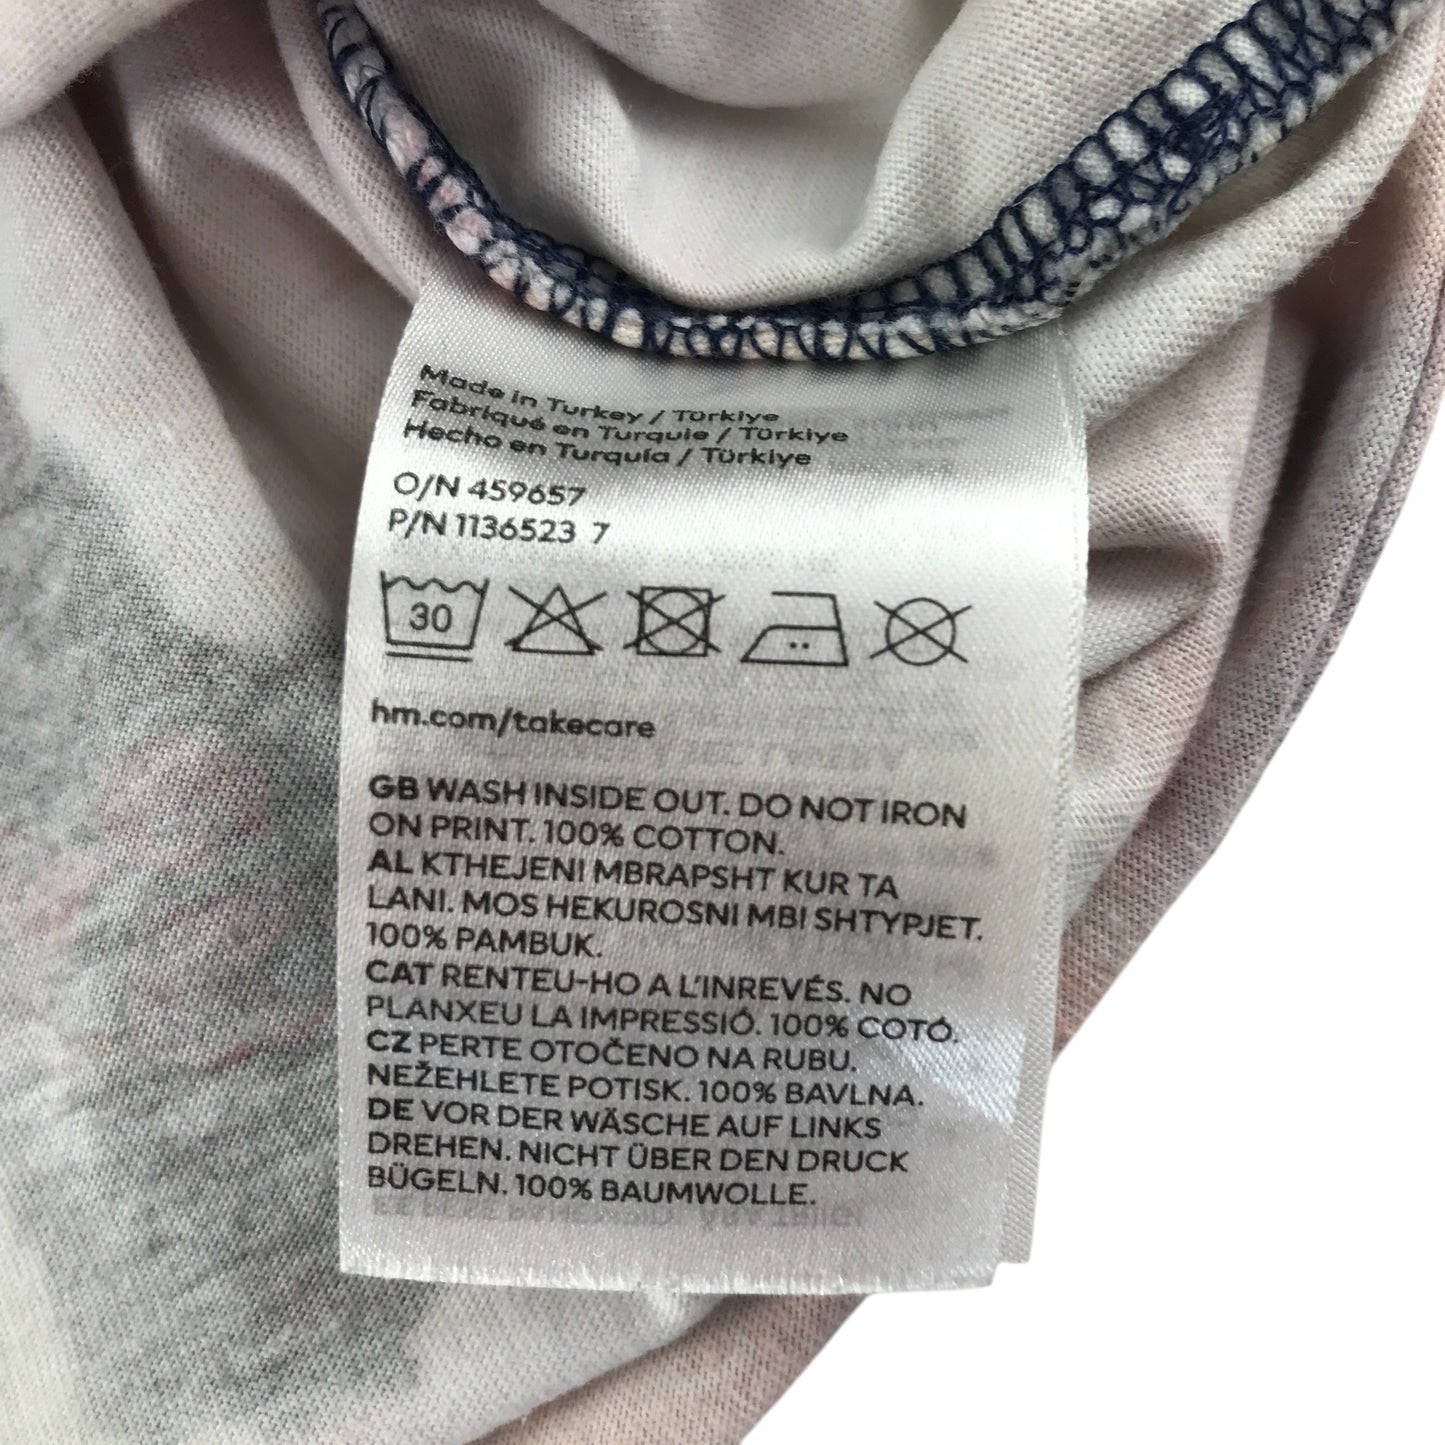 Made in Turkey / Türkiye
Fabriqué en Turquie / Türkiye
Hecho en Turquía / Türkiye
O/N 459657
P/N 1136523 7
30
hm.com/takecare
GB WASH INSIDE OUT. DO NOT IRON
ON PRINT. 100% COTTON.
AL KTHEJENI MBRAPSHT KUR TA
LANI. MOS HEKUROSNI MBI SHTYPJET.
100% PAMBUK.
CAT RENTEU-HO A L'INREVÉS. NO
PLANXEU LA IMPRESSIÓ. 100% COTÓ.
CZ PERTE OTOČENO NA RUBU.
NEŽEHLETE POTISK. 100% BAVLNA.
DE VOR DER WÄSCHE AUF LINKS
DREHEN. NICHT ÜBER DEN DRUCK
BÜGELN. 100% BAUMWOLLE.